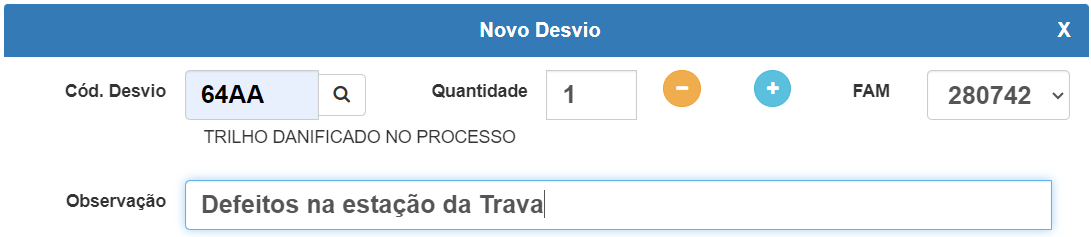 Novo Desvio X
Cód. Desvio 64AA Quantidade 1 FAM 280742
TRILHO DANIFICADO NO PROCESSO
Observação Defeitos na estação da Trava